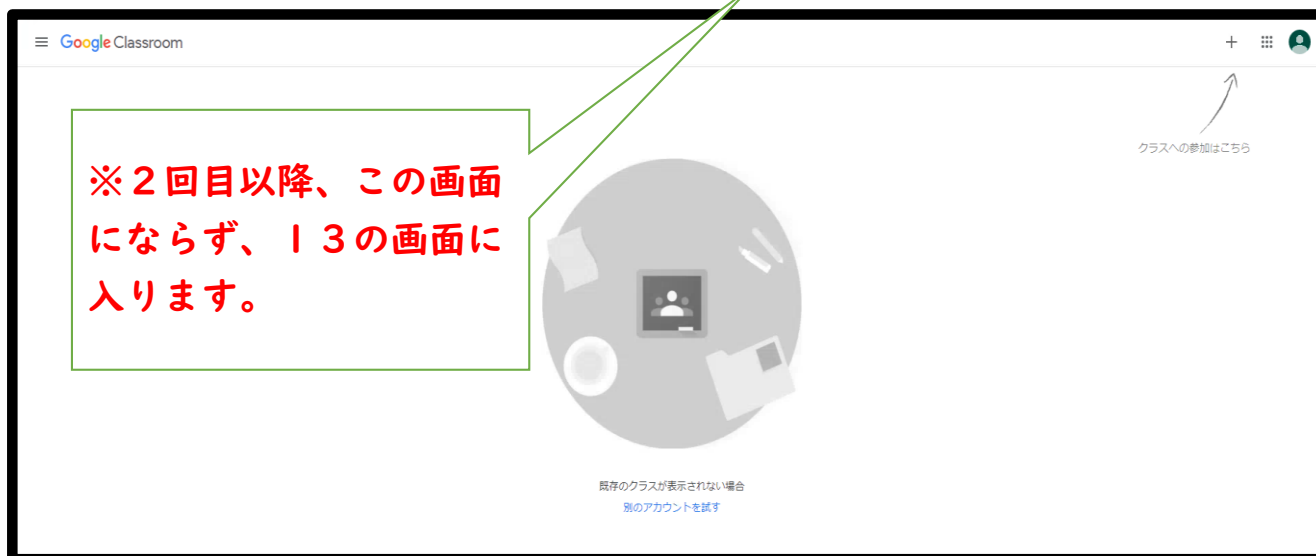 Google Classroom
クラスへの参加はこちら
※２回目以降、この画面
にならず、１３の画面に
入ります。
既存のクラスが表示されない場合
別のアカウントを試す